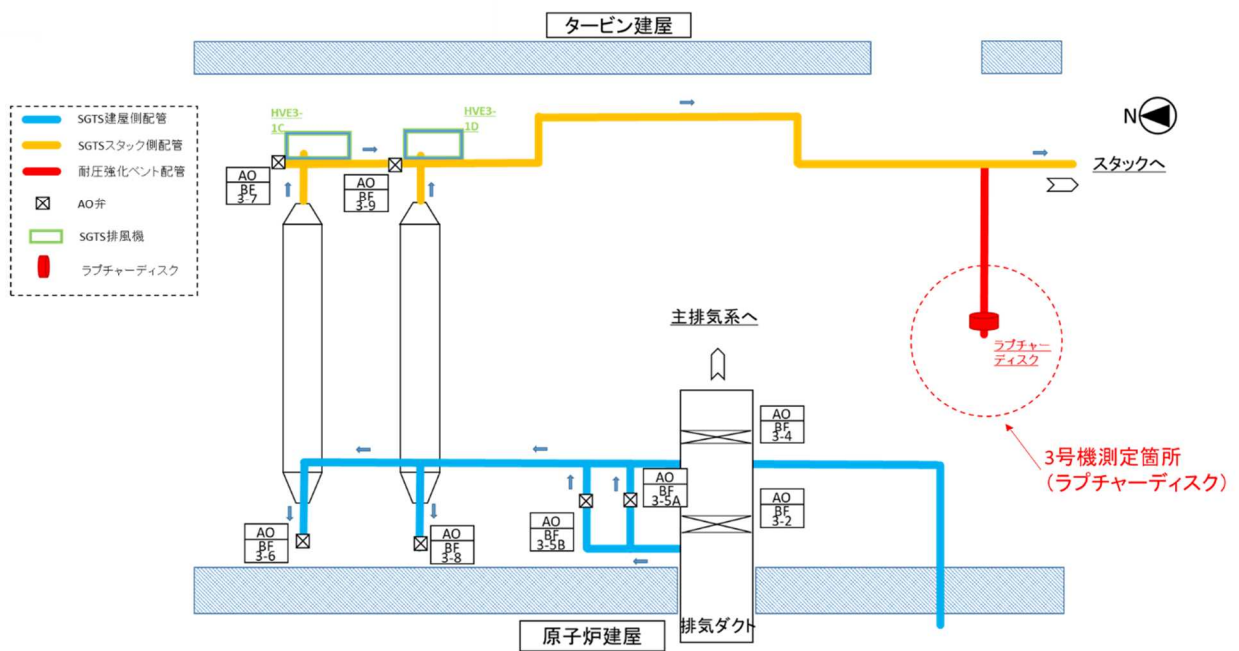 タービン建屋
SGTS建屋側配管
SGTSスタック側配管
耐圧強化ベント配管
AO弁
SGTS排風機
ラプチャーディスク
HVE3-
1C
HVE3-
1D
N
AO
BF
3-7
AO
BF
3-9
スタックへ
主排気系へ
ラプチャー
ディスク
3号機測定箇所
(ラプチャーディスク)
AO
BF
3-4
AO
BF
3-5A
AO
BF
3-2
AO
BF
3-5B
AO
BF
3-6
AO
BF
3-8
原子炉建屋
排気ダクト